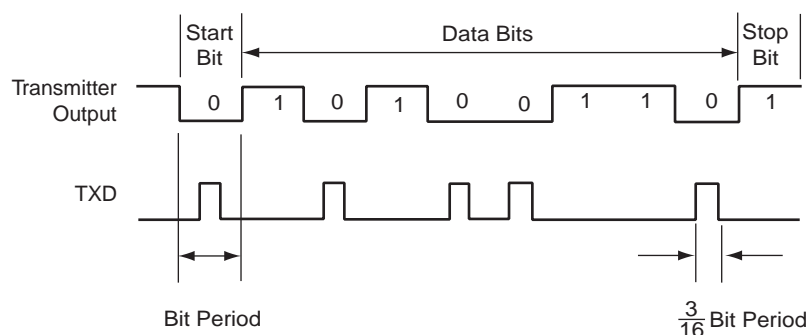 Start
Bit
Data Bits
Stop
Bit
Transmitter
Output
0 1 0 1 0 0 1 1 0 1
TXD
Bit Period
3
16 Bit Period